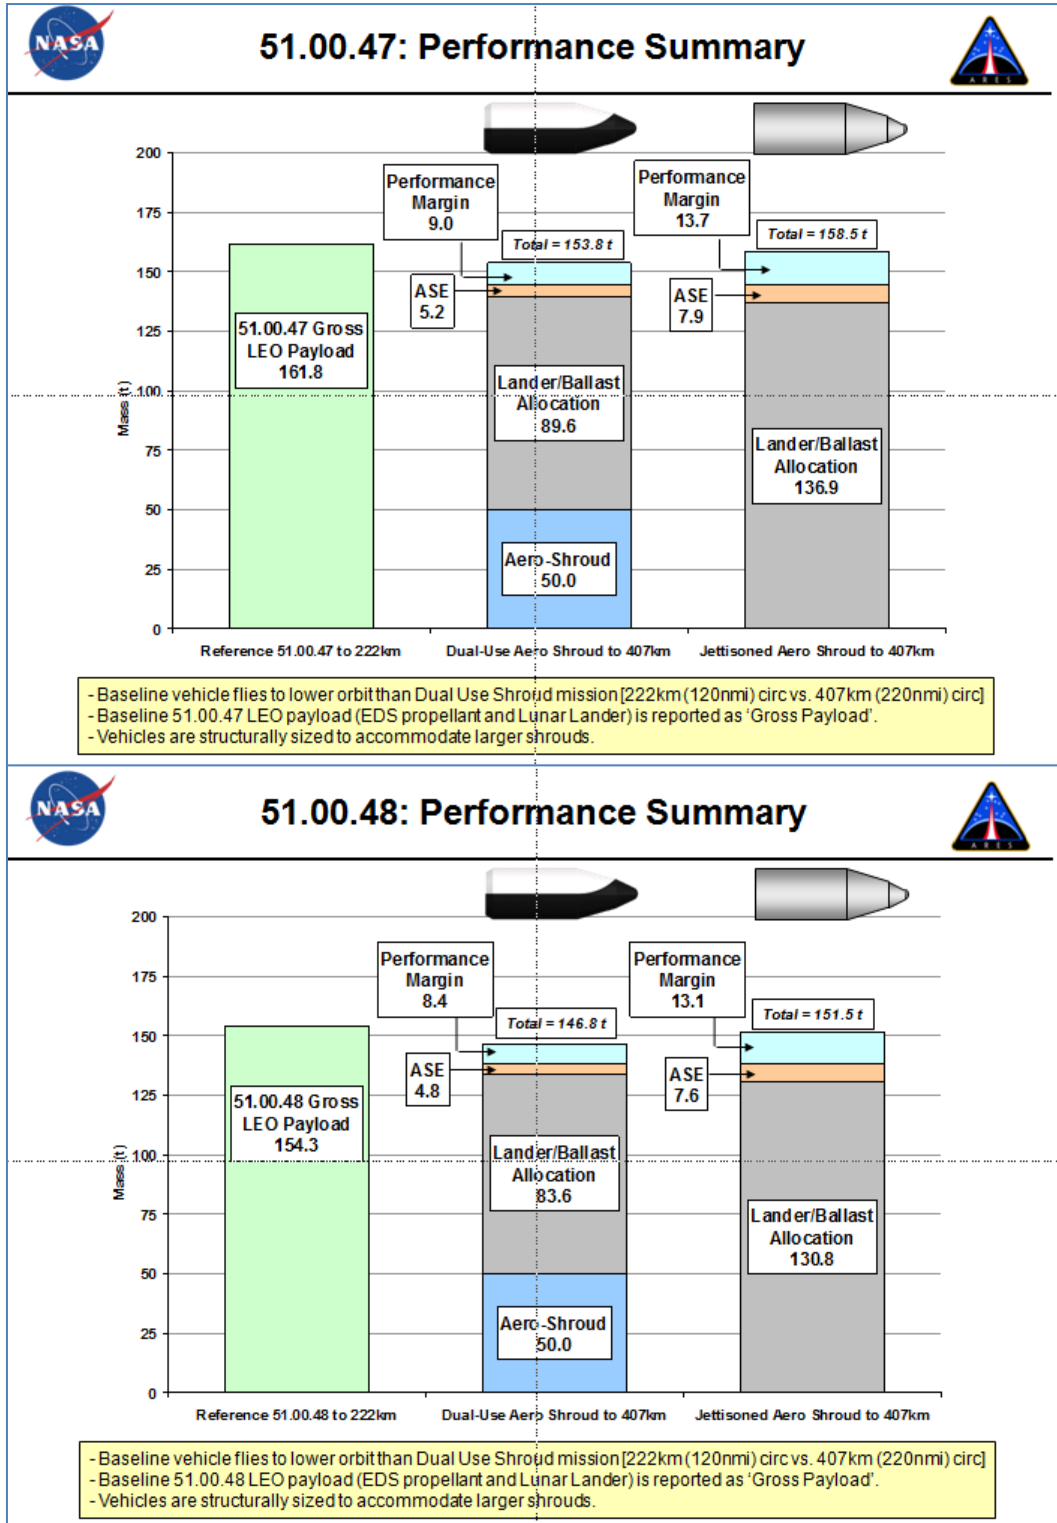 NASA
51.00.47: Performance Summary
ARES
200
175
150
125
100
75
50
25
0
Mass (t)
Performance
Margin
9.0
Performance
Margin
13.7
Total = 153.8 t
Total = 158.5 t
ASE
5.2
ASE
7.9
51.00.47 Gross
LEO Payload
161.8
Lander/Ballast
Allocation
89.6
Lander/Ballast
Allocation
136.9
Aero-Shroud
50.0
Reference 51.00.47 to 222km
Dual-Use Aero Shroud to 407km
Jettisoned Aero Shroud to 407km
- Baseline vehicle flies to lower orbit than Dual Use Shroud mission [222km (120nmi) circ vs. 407km (220nmi) circ]
- Baseline 51.00.47 LEO payload (EDS propellant and Lunar Lander) is reported as ‘Gross Payload’.
- Vehicles are structurally sized to accommodate larger shrouds.
NASA
51.00.48: Performance Summary
ARES
200
175
150
125
100
75
50
25
0
Mass (t)
Performance
Margin
8.4
Performance
Margin
13.1
Total = 146.8 t
Total = 151.5 t
ASE
4.8
ASE
7.6
51.00.48 Gross
LEO Payload
154.3
Lander/Ballast
Allocation
83.6
Lander/Ballast
Allocation
130.8
Aero-Shroud
50.0
Reference 51.00.48 to 222km
Dual-Use Aero Shroud to 407km
Jettisoned Aero Shroud to 407km
- Baseline vehicle flies to lower orbit than Dual Use Shroud mission [222km (120nmi) circ vs. 407km (220nmi) circ]
- Baseline 51.00.48 LEO payload (EDS propellant and Lunar Lander) is reported as ‘Gross Payload’.
- Vehicles are structurally sized to accommodate larger shrouds.